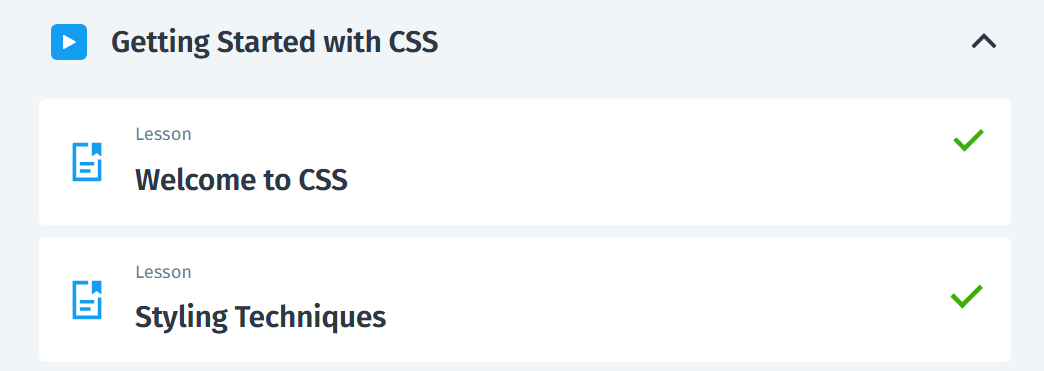 Getting Started with CSS
Lesson
Welcome to CSS
Lesson
Styling Techniques